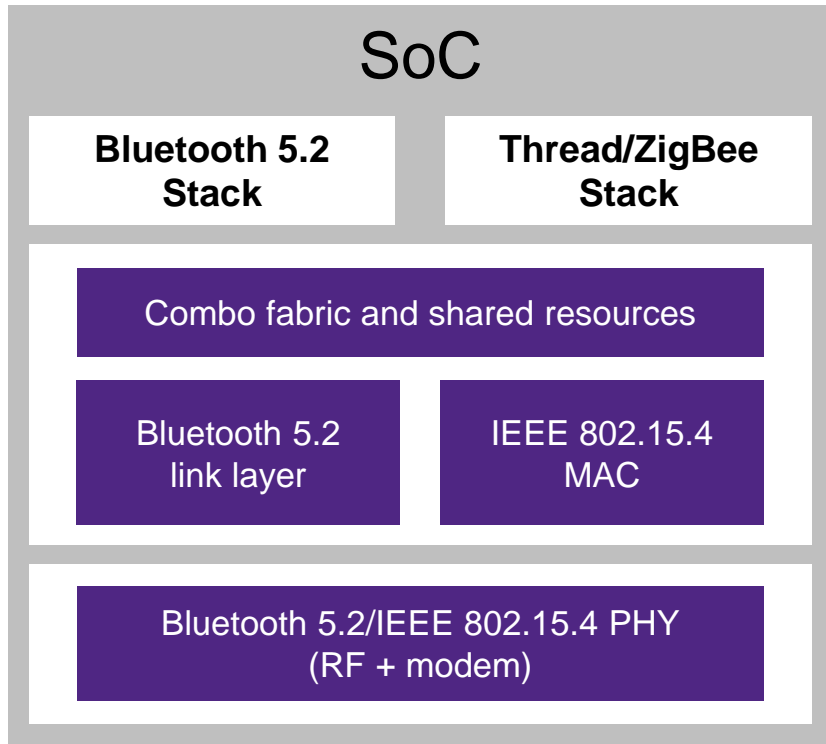 SoC
Bluetooth 5.2
Stack
Thread/ZigBee
Stack
Combo fabric and shared resources
Bluetooth 5.2
link layer
IEEE 802.15.4
MAC
Bluetooth 5.2/IEEE 802.15.4 PHY
(RF + modem)